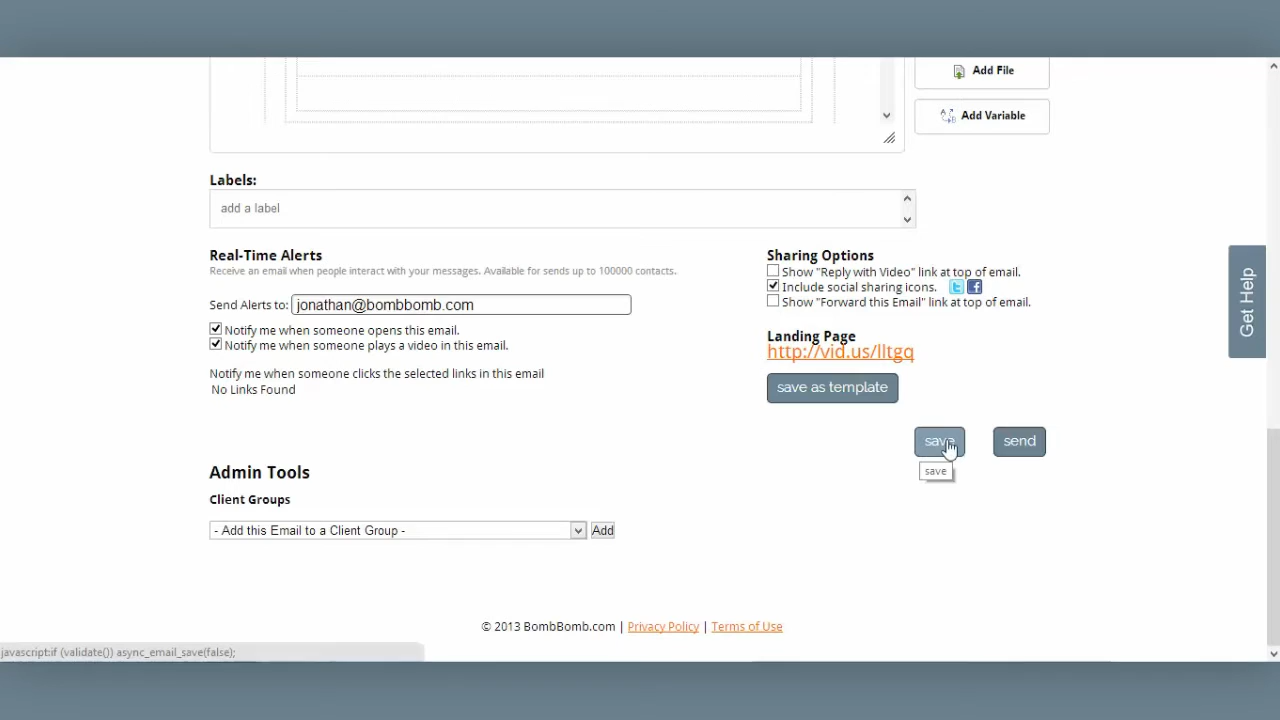 Add File
Add Variable
Labels:
add a label
Real-Time Alerts
Receive an email when people interact with your messages. Available for sends up to 100000 contacts.
Send Alerts to: jonathan@bombbomb.com
Notify me when someone opens this email.
Notify me when someone plays a video in this email.
Notify me when someone clicks the selected links in this email
No Links Found
Sharing Options
Show "Reply with Video" link at top of email.
Include social sharing icons.
Show "Forward this Email" link at top of email.
Landing Page
http://vid.us/lltgq
save as template
save
send
save
Get Help
Admin Tools
Client Groups
- Add this Email to a Client Group -
Add
© 2013 BombBomb.com | Privacy Policy | Terms of Use
javascript:if (validate()) async_email_save(false);